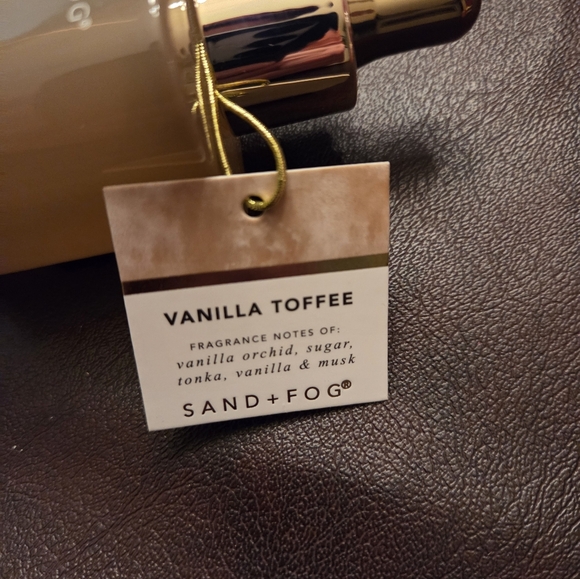 G
VANILLA TOFFEE
FRAGRANCE NOTES OF:
vanilla orchid, sugar,
tonka, vanilla & musk
SAND+FOG®